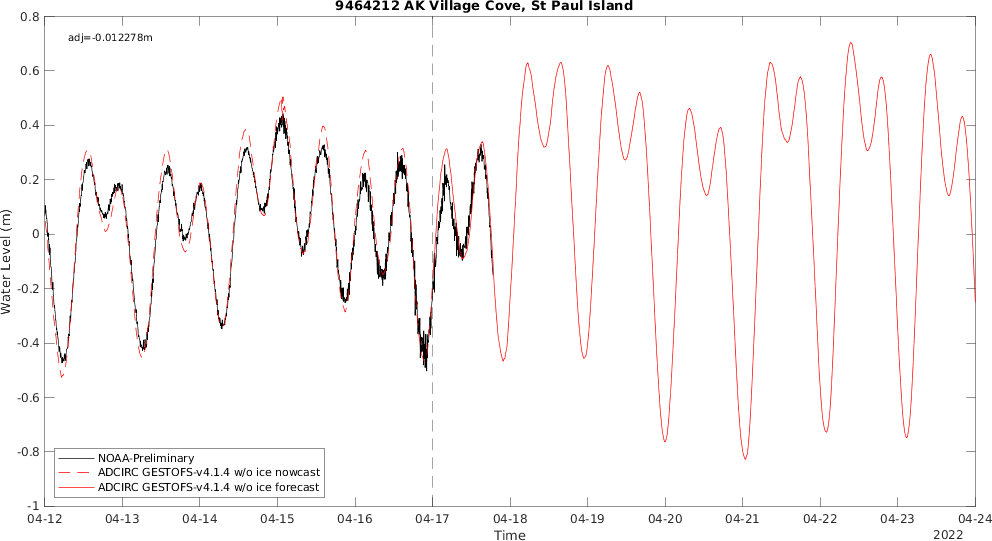 9464212 AK Village Cove, St Paul Island
adj=-0.012278m
0.8
0.6
0.4
0.2
0
-0.2
-0.4
-0.6
-0.8
-1
Water Level (m)
NOAA-Preliminary
ADCIRC GESTOFS-v4.1.4 w/o ice nowcast
ADCIRC GESTOFS-v4.1.4 w/o ice forecast
04-12 04-13 04-14 04-15 04-16 04-17 04-18 04-19 04-20 04-21 04-22 04-23 04-24
Time
2022